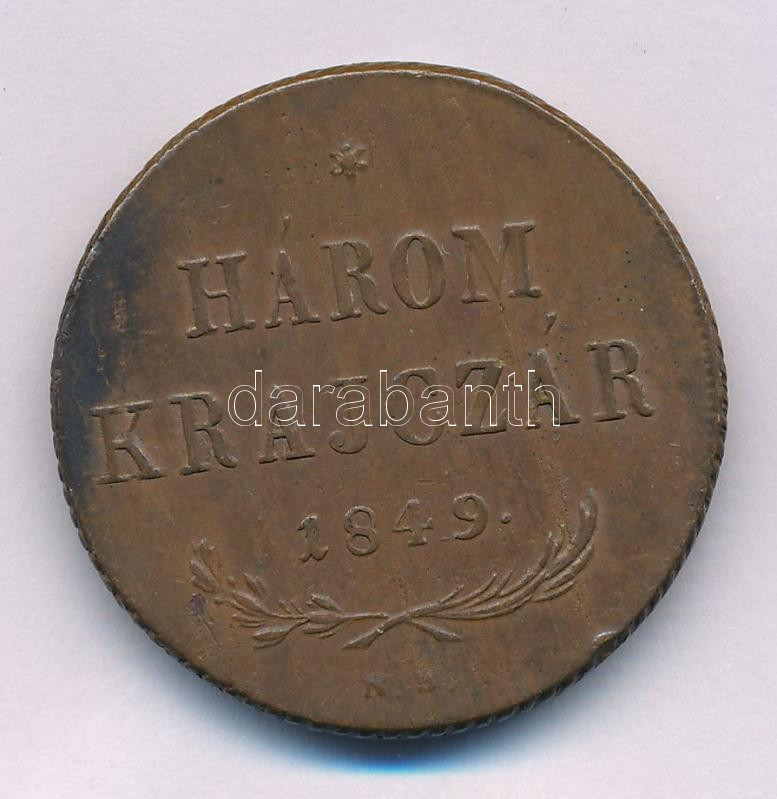 HÁROM
KRAJCZÁR
1849.
N.B.
darabanth